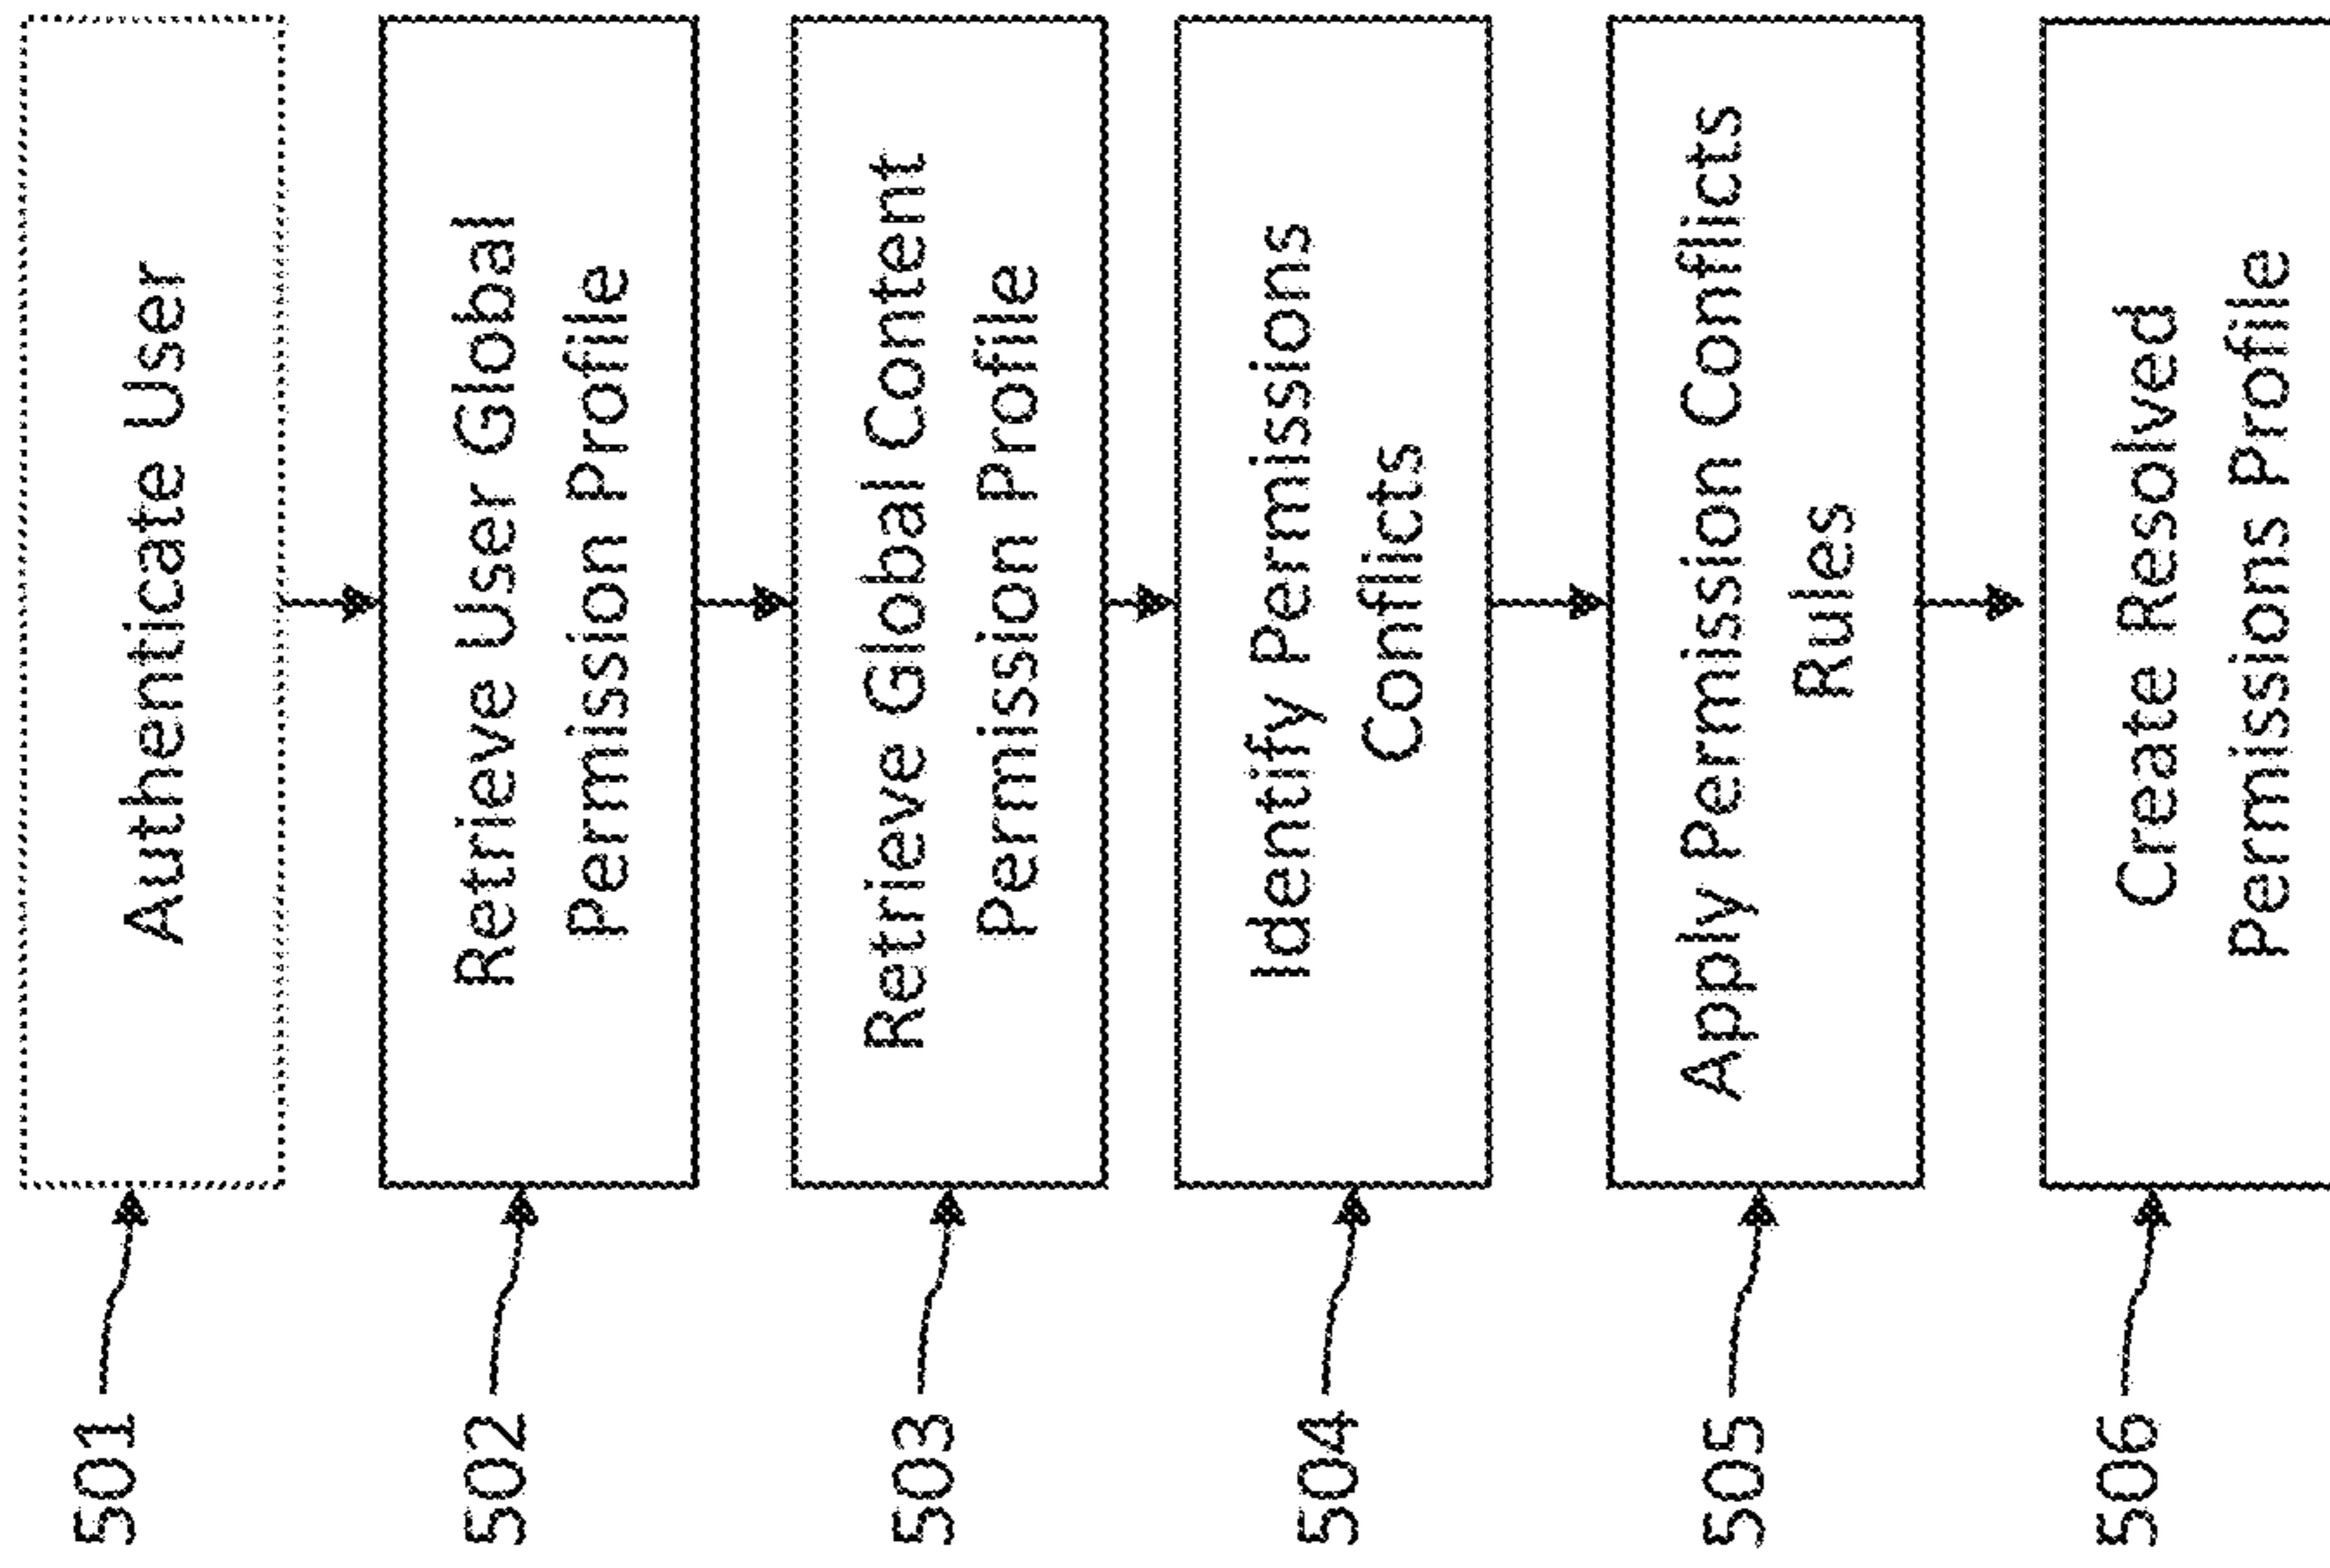 501
Authenticate User
502
Retrieve User Global
Permission Profile
503
Retrieve Global Content
Permission Profile
504
Identify Permissions
Conflicts
505
Apply Permission Conflicts
Rules
506
Create Resolved
Permissions Profile